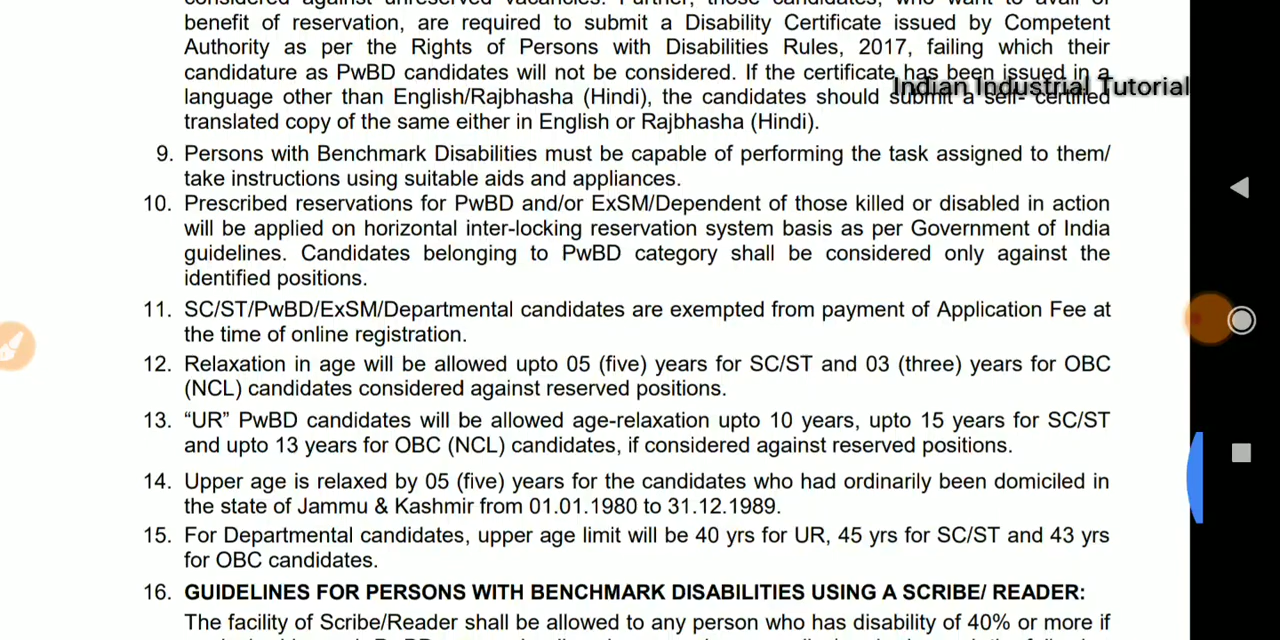 considered against unreserved vacancies. Further, those candidates, who want to avail of
benefit of reservation, are required to submit a Disability Certificate issued by Competent
Authority as per the Rights of Persons with Disabilities Rules, 2017, failing which their
candidature as PwBD candidates will not be considered. If the certificate has been issued in a
Indian Industrial Tutorial
language other than English/Rajbhasha (Hindi), the candidates should submit a self- certified
translated copy of the same either in English or Rajbhasha (Hindi).
9. Persons with Benchmark Disabilities must be capable of performing the task assigned to them/
take instructions using suitable aids and appliances.
10. Prescribed reservations for PwBD and/or ExSM/Dependent of those killed or disabled in action
will be applied on horizontal inter-locking reservation system basis as per Government of India
guidelines. Candidates belonging to PwBD category shall be considered only against the
identified positions.
11. SC/ST/PwBD/ExSM/Departmental candidates are exempted from payment of Application Fee at
the time of online registration.
12. Relaxation in age will be allowed upto 05 (five) years for SC/ST and 03 (three) years for OBC
(NCL) candidates considered against reserved positions.
13. “UR” PwBD candidates will be allowed age-relaxation upto 10 years, upto 15 years for SC/ST
and upto 13 years for OBC (NCL) candidates, if considered against reserved positions.
14. Upper age is relaxed by 05 (five) years for the candidates who had ordinarily been domiciled in
the state of Jammu & Kashmir from 01.01.1980 to 31.12.1989.
15. For Departmental candidates, upper age limit will be 40 yrs for UR, 45 yrs for SC/ST and 43 yrs
for OBC candidates.
16. GUIDELINES FOR PERSONS WITH BENCHMARK DISABILITIES USING A SCRIBE/ READER:
The facility of Scribe/Reader shall be allowed to any person who has disability of 40% or more if